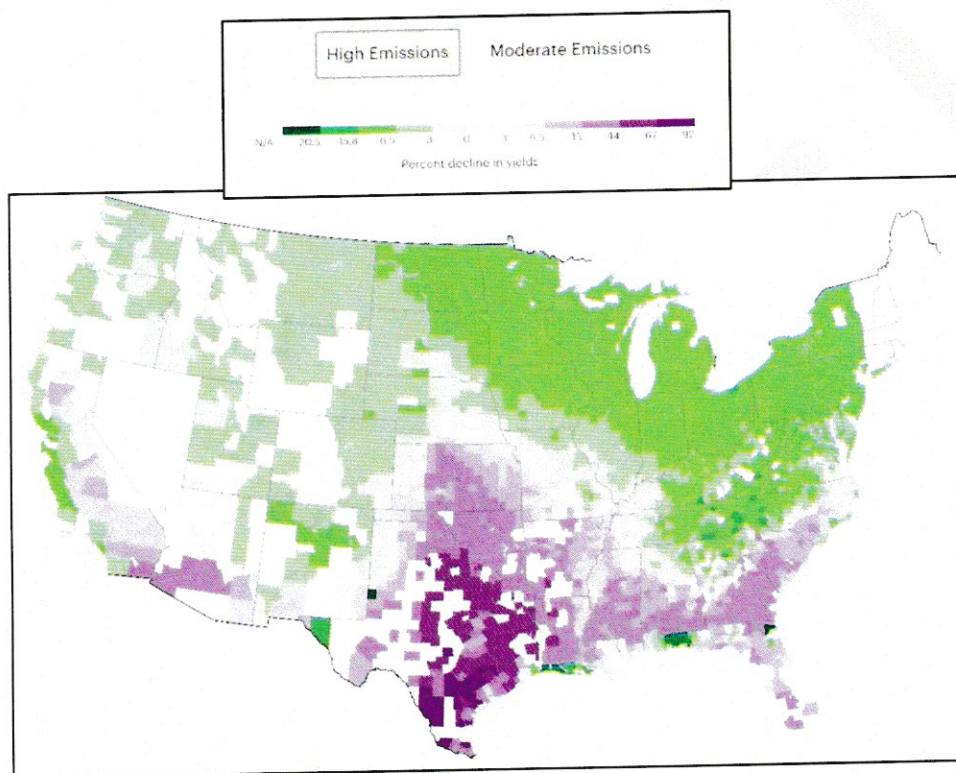 High Emissions Moderate Emissions
N/A 20.5 15.8 6.5 3 0 3 6.5 15 44 67 92
Percent decline in yields